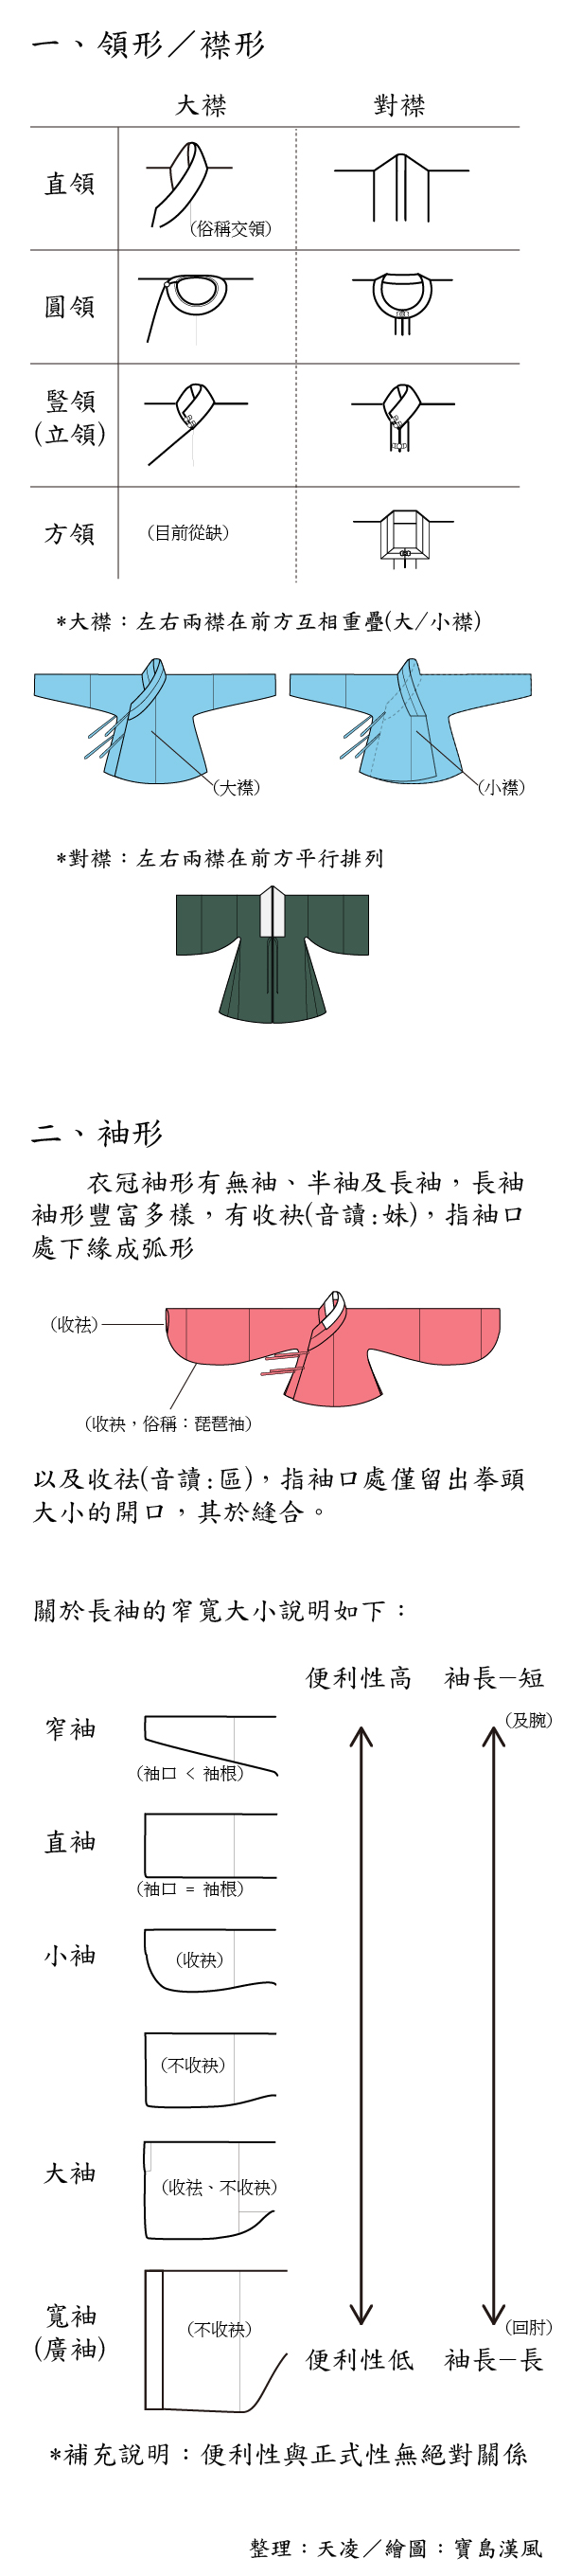 一、領形／襟形
大襟
對襟
直領
(俗稱交領)
圓領
豎領
(立領)
方領
(目前從缺)
*大襟：左右兩襟在前方互相重疊(大/小襟)
(大襟)
(小襟)
*對襟：左右兩襟在前方平行排列
二、袖形
衣冠袖形有無袖、半袖及長袖，長袖
袖形豐富多樣，有收袂(音讀:妹)，指袖口
處下緣成弧形
(收祛)
(收袂，俗稱：琵琶袖)
以及收祛(音讀:區)，指袖口處僅留出拳頭
大小的開口，其於縫合。
關於長袖的窄寬大小說明如下：
便利性高
袖長－短
(及腕)
窄袖
(袖口 < 袖根)
直袖
(袖口 = 袖根)
小袖
(收袂)
(不收袂)
大袖
(收祛、不收袂)
寬袖
(廣袖)
(不收袂)
(回肘)
便利性低
袖長－長
*補充說明：便利性與正式性無絕對關係
整理：天凌／繪圖：寶島漢風